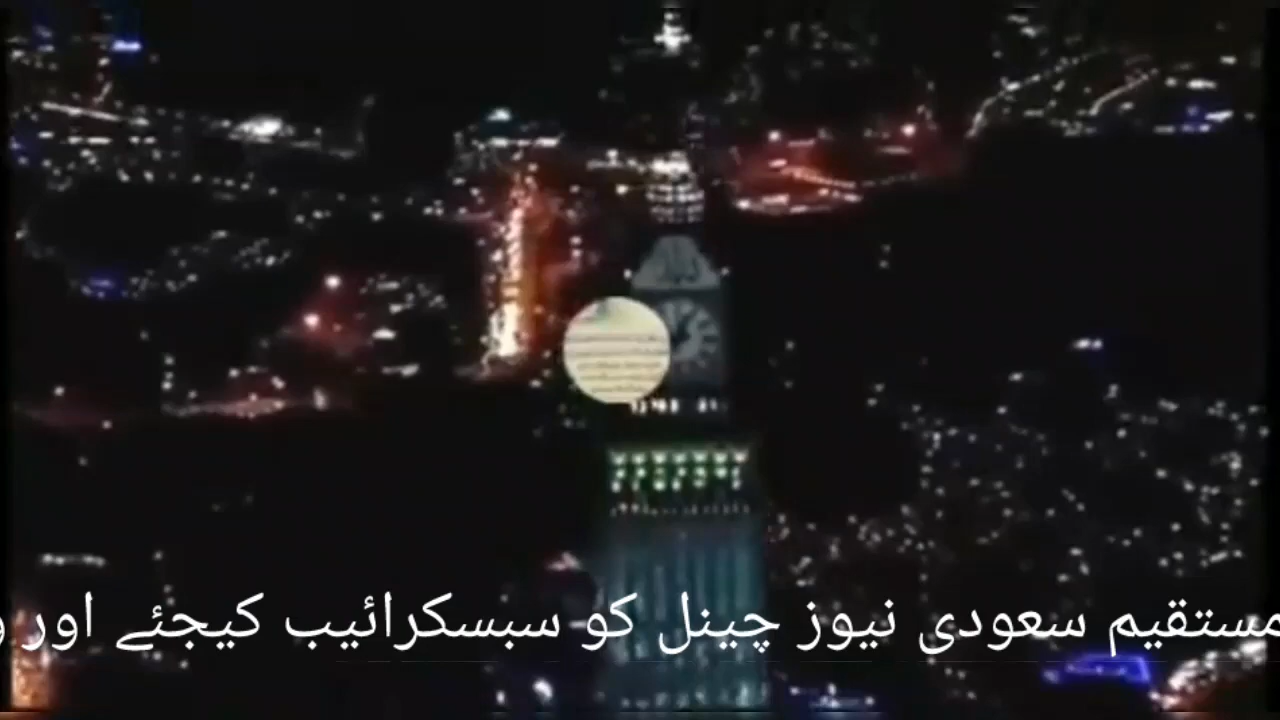 مستقیم سعودی نیوز چینل کو سبسکرائیب کیجئے اور